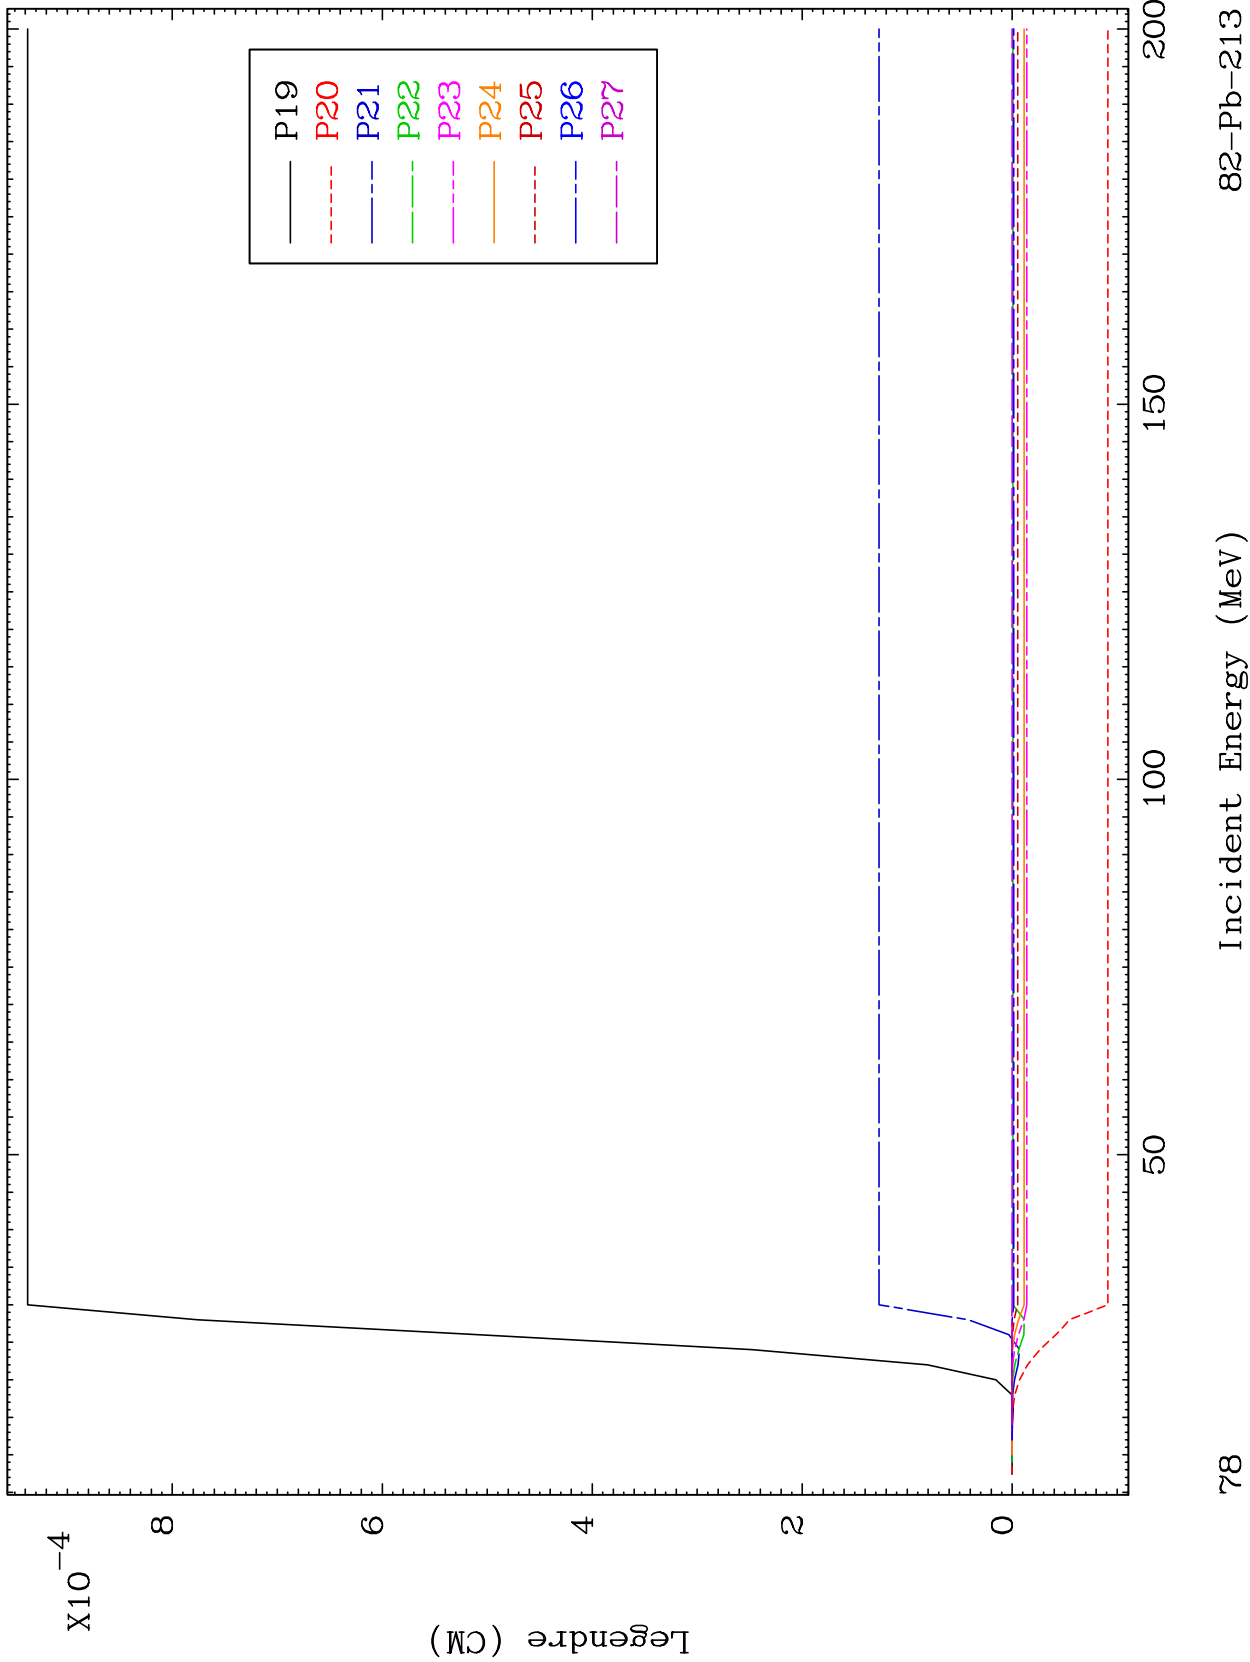 X10-4
8
6
4
2
0
Legendre (CM)
P19
P20
P21
P22
P23
P24
P25
P26
P27
50
100
150
200
Incident Energy (MeV)
78
82-Pb-213